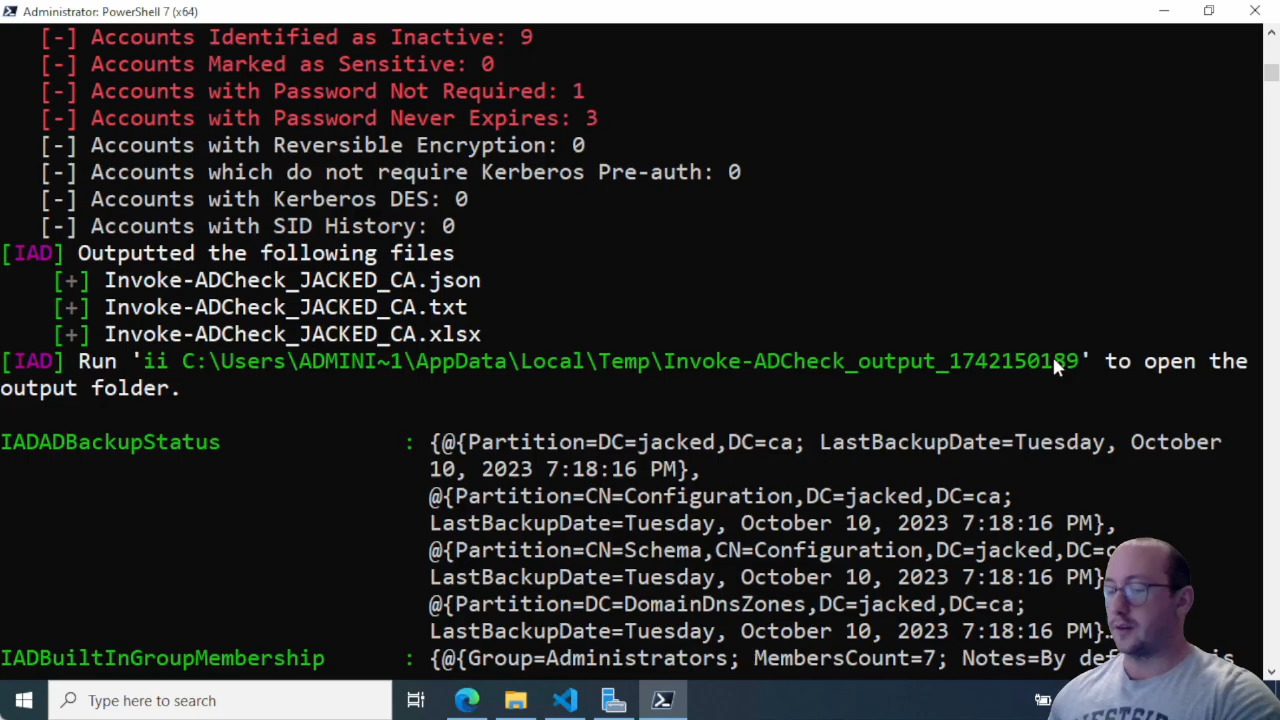 Administrator: PowerShell 7 (x64)
[-] Accounts Identified as Inactive: 9
[-] Accounts Marked as Sensitive: 0
[-] Accounts with Password Not Required: 1
[-] Accounts with Password Never Expires: 3
[-] Accounts with Reversible Encryption: 0
[-] Accounts which do not require Kerberos Pre-auth: 0
[-] Accounts with Kerberos DES: 0
[-] Accounts with SID History: 0
[IAD] Outputted the following files
[+] Invoke-ADCheck_JACKED_CA.json
[+] Invoke-ADCheck_JACKED_CA.txt
[+] Invoke-ADCheck_JACKED_CA.xlsx
[IAD] Run 'ii C:\Users\ADMINI~1\AppData\Local\Temp\Invoke-ADCheck_output_1742150189' to open the
output folder.
IADADBackupStatus : {@{Partition=DC=jacked,DC=ca; LastBackupDate=Tuesday, October
10, 2023 7:18:16 PM},
@{Partition=CN=Configuration,DC=jacked,DC=ca;
LastBackupDate=Tuesday, October 10, 2023 7:18:16 PM},
@{Partition=CN=Schema,CN=Configuration,DC=jacked,DC=c
LastBackupDate=Tuesday, October 10, 2023 7:18:16 PM}
@{Partition=DC=DomainDnsZones,DC=jacked,DC=ca;
LastBackupDate=Tuesday, October 10, 2023 7:18:16 PM}…
IADBuiltInGroupMembership : {@{Group=Administrators; MembersCount=7; Notes=By def is
Type here to search